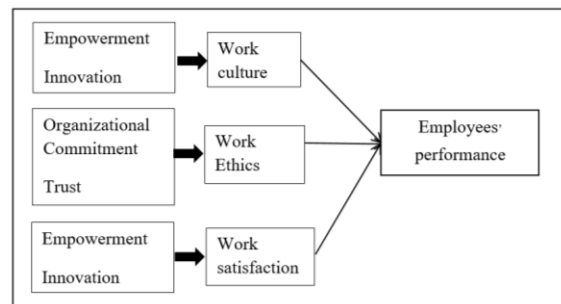 Empowerment
Innovation
Work
culture
Organizational
Commitment
Trust
Work
Ethics
Employees'
performance
Empowerment
Innovation
Work
satisfaction